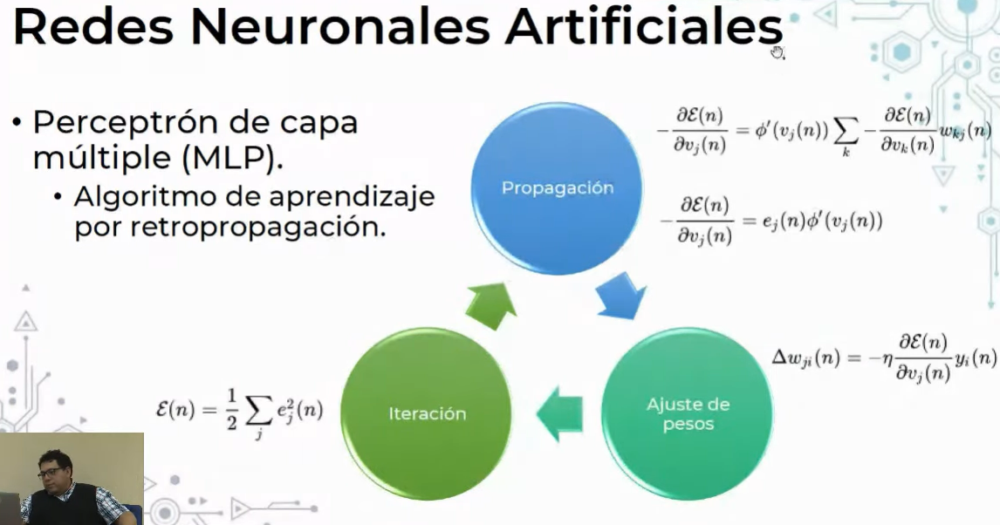 Redes Neuronales Artificiales
• Perceptrón de capa
múltiple (MLP).
• Algoritmo de aprendizaje
por retropropagación.
Propagación
$-\frac{\partial \mathcal{E}(n)}{\partial v_j(n)} = \phi'(v_j(n)) \sum_k -\frac{\partial \mathcal{E}(n)}{\partial v_k(n)} w_{kj}(n)$
$-\frac{\partial \mathcal{E}(n)}{\partial v_j(n)} = e_j(n)\phi'(v_j(n))$
Ajuste de
pesos
$\Delta w_{ji}(n) = -\eta \frac{\partial \mathcal{E}(n)}{\partial v_j(n)} y_i(n)$
Iteración
$\mathcal{E}(n) = \frac{1}{2} \sum_j e_j^2(n)$